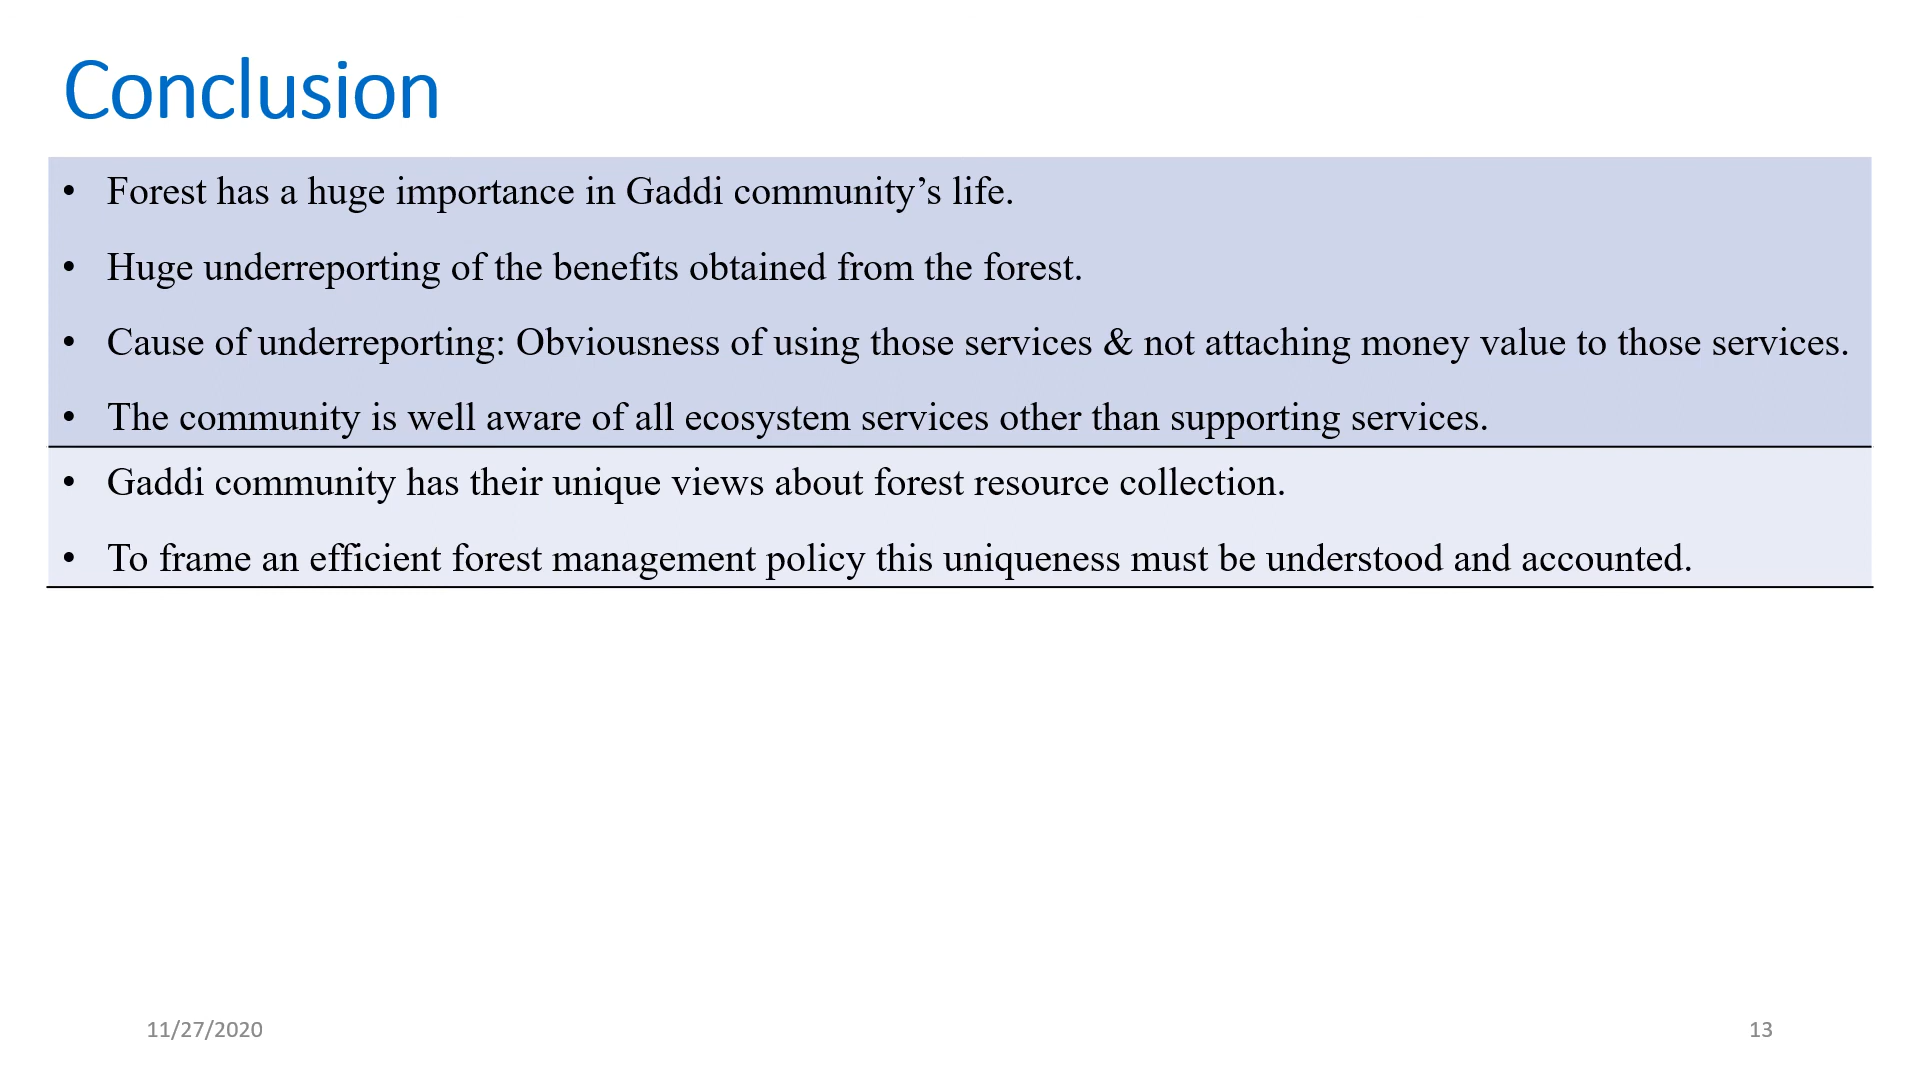 Conclusion
• Forest has a huge importance in Gaddi community’s life.
• Huge underreporting of the benefits obtained from the forest.
• Cause of underreporting: Obviousness of using those services & not attaching money value to those services.
• The community is well aware of all ecosystem services other than supporting services.
• Gaddi community has their unique views about forest resource collection.
• To frame an efficient forest management policy this uniqueness must be understood and accounted.
11/27/2020
13